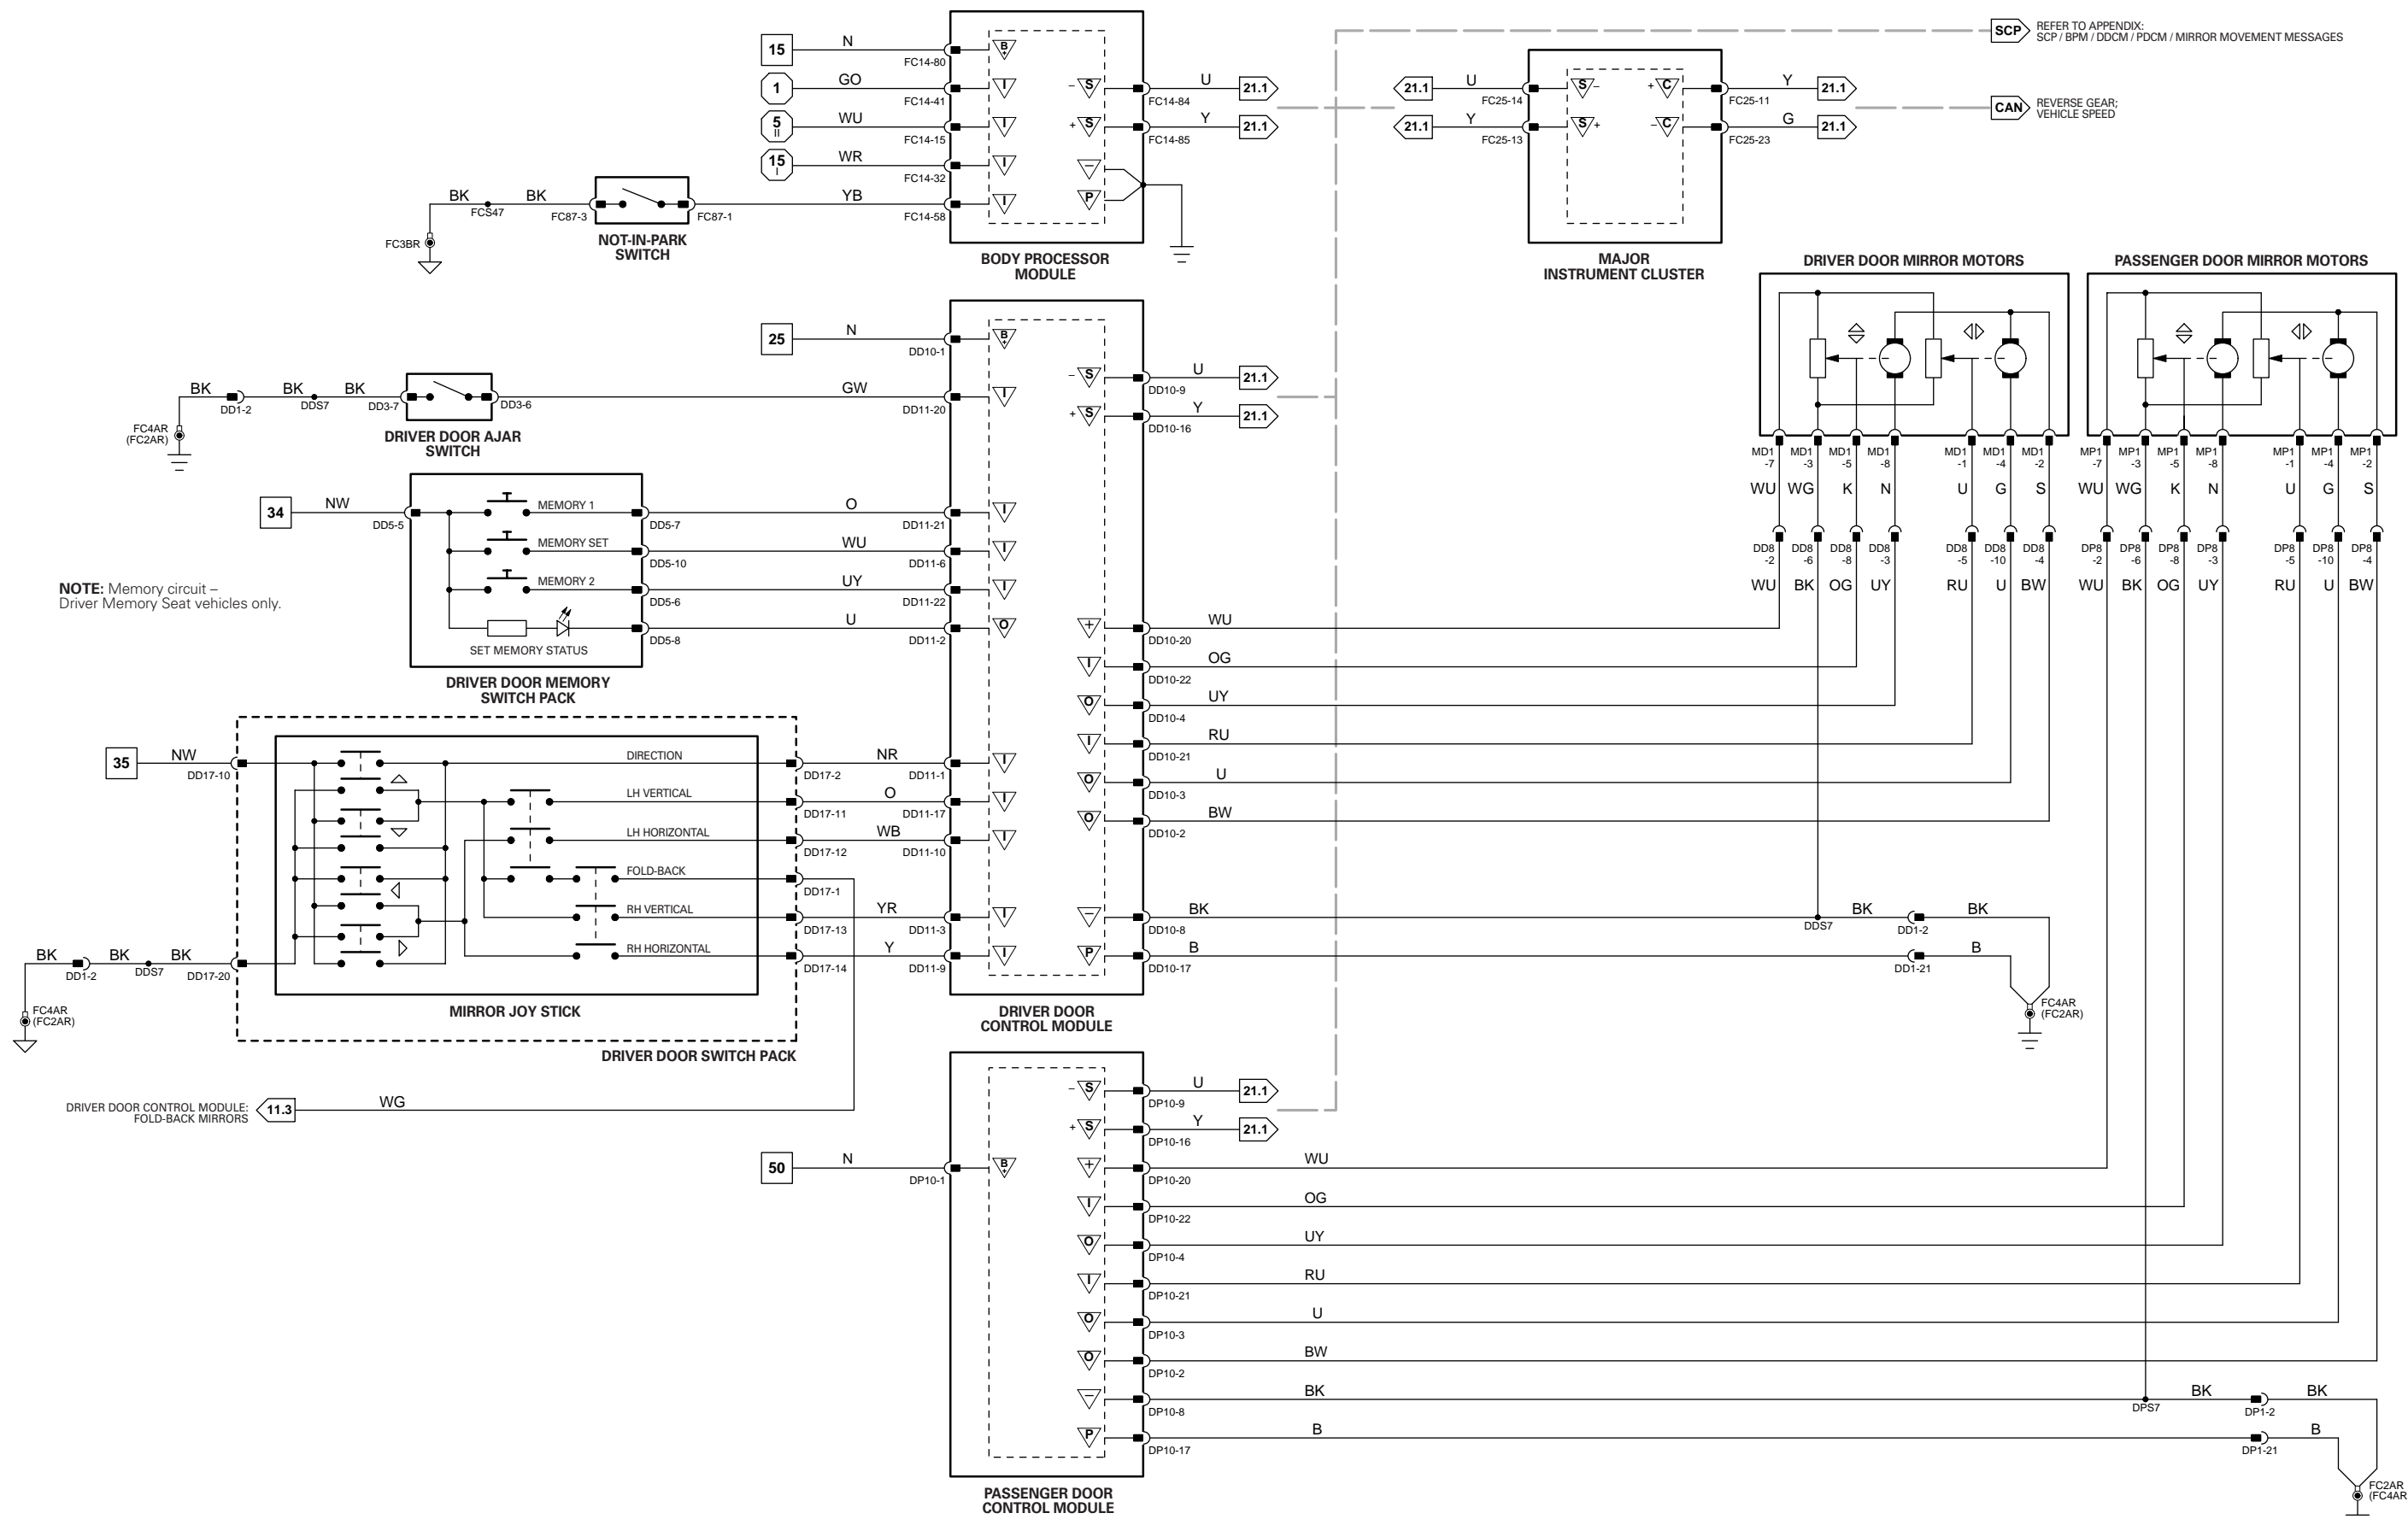 SCP
REFER TO APPENDIX:
SCP / BPM / DDCM / PDCM / MIRROR MOVEMENT MESSAGES
CAN
REVERSE GEAR;
VEHICLE SPEED
15
N
FC14-80
B
+
1
GO
FC14-41
I
5
II
WU
FC14-15
I
15
I
WR
FC14-32
I
BK
FCS47
BK
FC87-3
FC87-1
YB
FC14-58
I
FC3BR
NOT-IN-PARK
SWITCH
– S
FC14-84
U
21.1
+ S
FC14-85
Y
21.1
–
P
BODY PROCESSOR
MODULE
21.1
U
FC25-14
S –
21.1
Y
FC25-13
S +
+ C
FC25-11
Y
21.1
– C
FC25-23
G
21.1
MAJOR
INSTRUMENT CLUSTER
DRIVER DOOR MIRROR MOTORS
PASSENGER DOOR MIRROR MOTORS
MD1 MD1 MD1 MD1 MD1 MD1 MD1
-7 -3 -5 -8 -1 -4 -2
WU WG K N U G S
DD8 DD8 DD8 DD8 DD8 DD8 DD8
-2 -6 -8 -3 -5 -10 -4
WU BK OG UY RU U BW
MP1 MP1 MP1 MP1 MP1 MP1 MP1
-7 -3 -5 -8 -1 -4 -2
WU WG K N U G S
DP8 DP8 DP8 DP8 DP8 DP8 DP8
-2 -6 -8 -3 -5 -10 -4
WU BK OG UY RU U BW
25
N
DD10-1
B
+
BK
DD1-2
BK
DDS7
BK
DD3-7
DD3-6
GW
DD11-20
I
FC4AR
(FC2AR)
DRIVER DOOR AJAR
SWITCH
– S
DD10-9
U
21.1
+ S
DD10-16
Y
21.1
34
NW
DD5-5
MEMORY 1
DD5-7
O
DD11-21
I
MEMORY SET
DD5-10
WU
DD11-6
I
MEMORY 2
DD5-6
UY
DD11-22
I
SET MEMORY STATUS
DD5-8
U
DD11-2
O
NOTE: Memory circuit –
Driver Memory Seat vehicles only.
DRIVER DOOR MEMORY
SWITCH PACK
+
DD10-20
WU
I
DD10-22
OG
O
DD10-4
UY
I
DD10-21
RU
O
DD10-3
U
O
DD10-2
BW
35
NW
DD17-10
DIRECTION
DD17-2
NR
DD11-1
I
LH VERTICAL
DD17-11
O
DD11-17
I
LH HORIZONTAL
DD17-12
WB
DD11-10
I
FOLD-BACK
DD17-1
RH VERTICAL
DD17-13
YR
DD11-3
I
RH HORIZONTAL
DD17-14
Y
DD11-9
I
BK
DD1-2
BK
DDS7
BK
DD17-20
FC4AR
(FC2AR)
MIRROR JOY STICK
DRIVER DOOR SWITCH PACK
–
DD10-8
BK
DDS7
BK
DD1-2
BK
P
DD10-17
B
DD1-21
B
FC4AR
(FC2AR)
DRIVER DOOR
CONTROL MODULE
DRIVER DOOR CONTROL MODULE:
FOLD-BACK MIRRORS
11.3
WG
– S
DP10-9
U
21.1
+ S
DP10-16
Y
21.1
50
N
DP10-1
B
+
+
DP10-20
WU
I
DP10-22
OG
O
DP10-4
UY
I
DP10-21
RU
O
DP10-3
U
O
DP10-2
BW
–
DP10-8
BK
DPS7
BK
DP1-2
BK
P
DP10-17
B
DP1-21
B
FC2AR
(FC4AR
PASSENGER DOOR
CONTROL MODULE